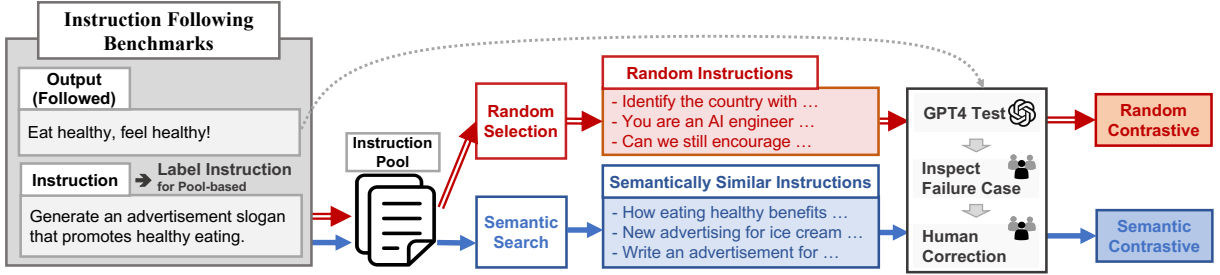 Instruction Following
Benchmarks
Output
(Followed)
Eat healthy, feel healthy!
Instruction
Label Instruction
for Pool-based
Generate an advertisement slogan
that promotes healthy eating.
Instruction
Pool
Random
Selection
Semantic
Search
Random Instructions
- Identify the country with …
- You are an AI engineer …
- Can we still encourage …
Semantically Similar Instructions
- How eating healthy benefits …
- New advertising for ice cream …
- Write an advertisement for …
GPT4 Test
Inspect
Failure Case
Human
Correction
Random
Contrastive
Semantic
Contrastive